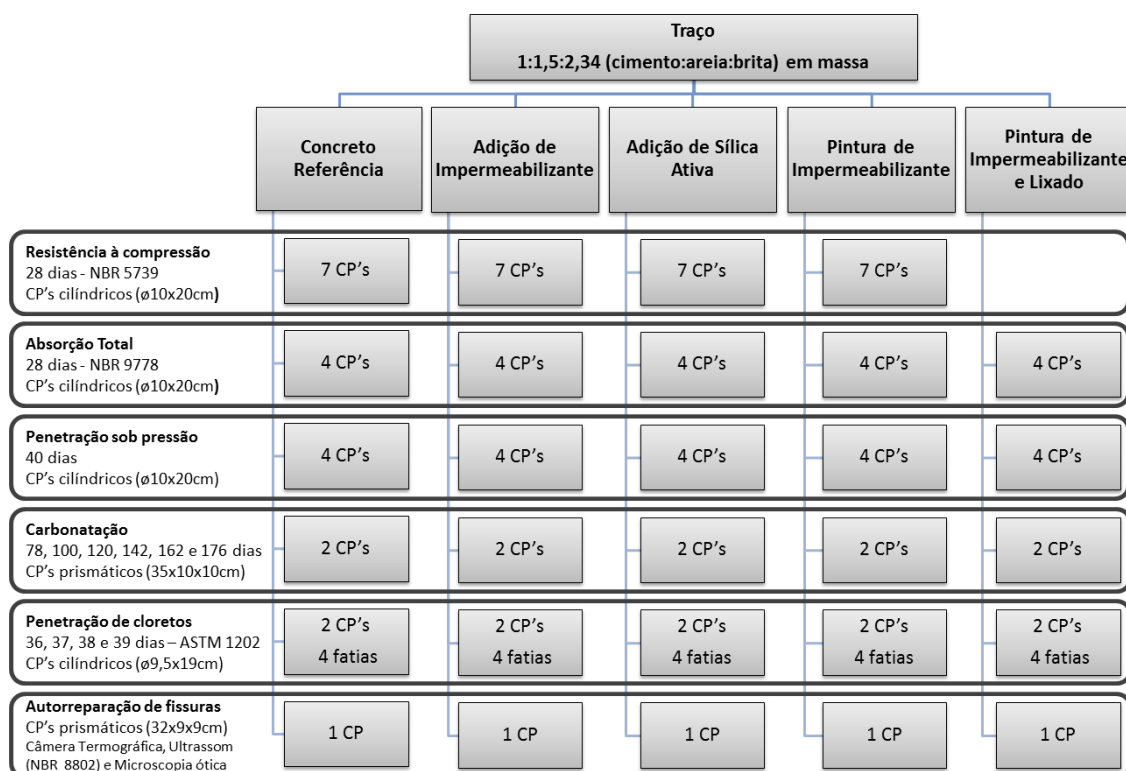 Traço
1:1,5:2,34 (cimento:areia:brita) em massa
Concreto
Referência
Adição de
Impermeabilizante
Adição de Sílica
Ativa
Pintura de
Impermeabilizante
Pintura de
Impermeabilizante
e Lixado
Resistência à compressão
28 dias - NBR 5739
CP’s cilíndricos (ø10x20cm)
7 CP’s
7 CP’s
7 CP’s
7 CP’s
Absorção Total
28 dias - NBR 9778
CP’s cilíndricos (ø10x20cm)
4 CP’s
4 CP’s
4 CP’s
4 CP’s
4 CP’s
Penetração sob pressão
40 dias
CP’s cilíndricos (ø10x20cm)
4 CP’s
4 CP’s
4 CP’s
4 CP’s
4 CP’s
Carbonatação
78, 100, 120, 142, 162 e 176 dias
CP’s prismáticos (35x10x10cm)
2 CP’s
2 CP’s
2 CP’s
2 CP’s
2 CP’s
Penetração de cloretos
36, 37, 38 e 39 dias – ASTM 1202
CP’s cilíndricos (ø9,5x19cm)
2 CP’s
4 fatias
2 CP’s
4 fatias
2 CP’s
4 fatias
2 CP’s
4 fatias
2 CP’s
4 fatias
Autorreparação de fissuras
CP’s prismáticos (32x9x9cm)
Câmera Termográfica, Ultrassom
(NBR 8802) e Microscopia ótica
1 CP
1 CP
1 CP
1 CP
1 CP